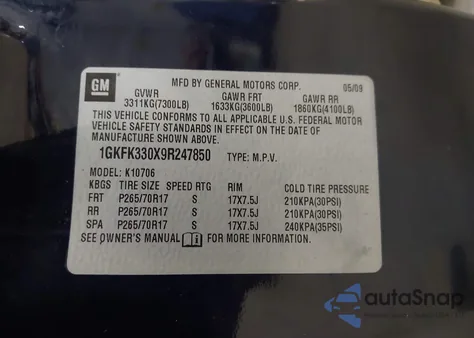 GM
MFD BY GENERAL MOTORS CORP. 05/09
GVWR GAWR FRT GAWR RR
3311KG(7300LB) 1633KG(3600LB) 1860KG(4100LB)
THIS VEHICLE CONFORMS TO ALL APPLICABLE U.S. FEDERAL MOTOR
VEHICLE SAFETY STANDARDS IN EFFECT ON THE DATE OF
MANUFACTURE SHOWN ABOVE.
1GKFK330X9R247850 TYPE: M.P.V.
MODEL: K10706
KBGS TIRE SIZE SPEED RTG RIM COLD TIRE PRESSURE
FRT P265/70R17 S 17X7.5J 210KPA(30PSI)
RR P265/70R17 S 17X7.5J 210KPA(30PSI)
SPA P265/70R17 S 17X7.5J 240KPA(35PSI)
SEE OWNER'S MANUAL FOR MORE INFORMATION.
autaSnap